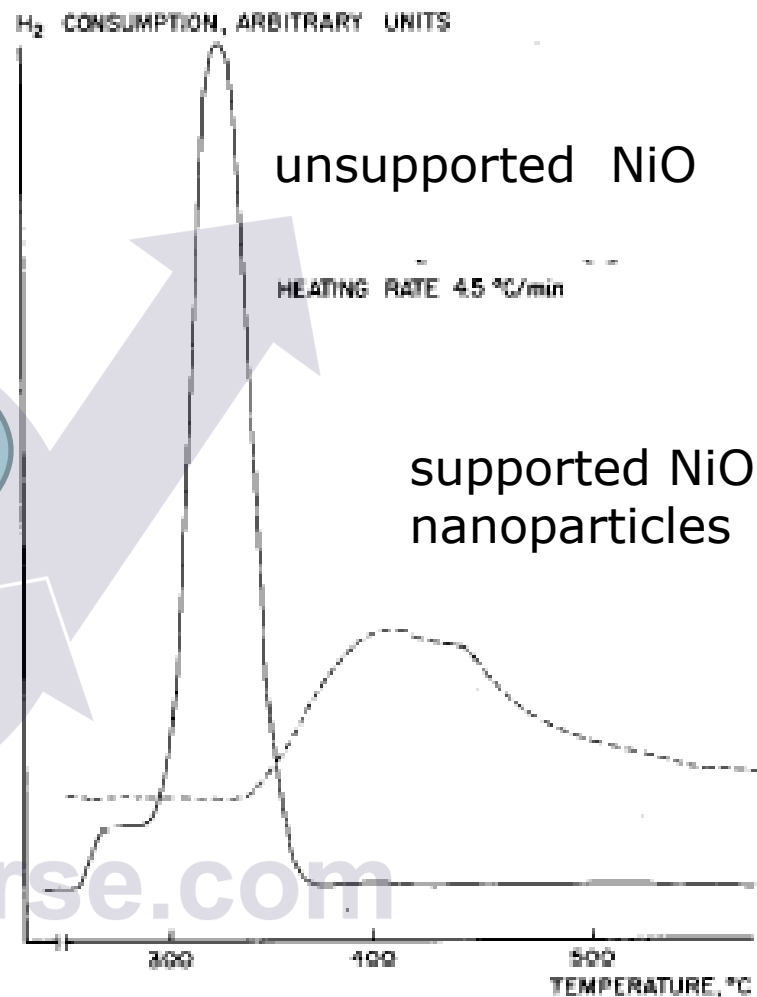 H₂ CONSUMPTION, ARBITRARY UNITS
unsupported NiO
HEATING RATE 4.5 °C/min
supported NiO
nanoparticles
rse.com
300 400 500
TEMPERATURE, °C